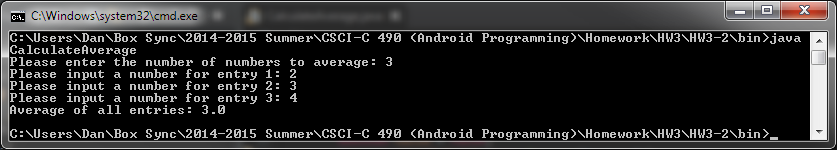 C:\Windows\system32\cmd.exe
C:\Users\Dan\Box Sync\2014-2015 Summer\CSCI-C 490 (Android Programming)\Homework\HW3\HW3-2\bin>java
CalculateAverage
Please enter the number of numbers to average: 3
Please input a number for entry 1: 2
Please input a number for entry 2: 3
Please input a number for entry 3: 4
Average of all entries: 3.0
C:\Users\Dan\Box Sync\2014-2015 Summer\CSCI-C 490 (Android Programming)\Homework\HW3\HW3-2\bin>_